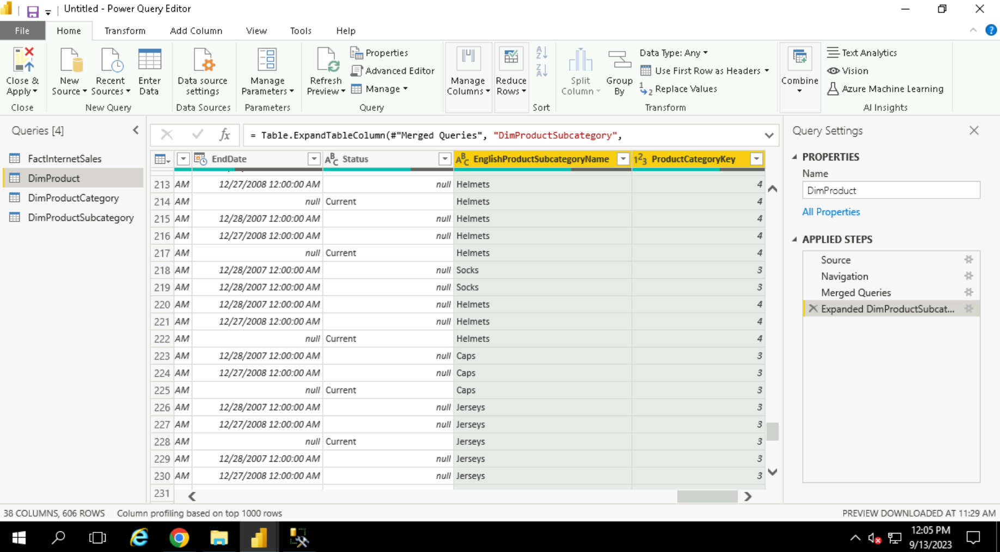 Untitled - Power Query Editor
File Home Transform Add Column View Tools Help
Close & Apply
New Source
Recent Sources
Enter Data
Data source settings
Manage Parameters
Refresh Preview
Properties
Advanced Editor
Manage
Manage Columns
Reduce Rows
Split Column
Group By
Data Type: Any
Use First Row as Headers
Replace Values
Combine
Text Analytics
Vision
Azure Machine Learning
Close New Query Data Sources Parameters Query Sort Transform AI Insights
Queries [4]
FactInternetSales
DimProduct
DimProductCategory
DimProductSubcategory
fx = Table.ExpandTableColumn(#"Merged Queries", "DimProductSubcategory",
EndDate ABC Status ABC EnglishProductSubcategoryName 123 ProductCategoryKey
213 AM 12/27/2008 12:00:00 AM null Helmets 4
214 AM null Current Helmets 4
215 AM 12/28/2007 12:00:00 AM null Helmets 4
216 AM 12/27/2008 12:00:00 AM null Helmets 4
217 AM null Current Helmets 4
218 AM 12/28/2007 12:00:00 AM null Socks 3
219 AM 12/28/2007 12:00:00 AM null Socks 3
220 AM 12/28/2007 12:00:00 AM null Helmets 4
221 AM 12/27/2008 12:00:00 AM null Helmets 4
222 AM null Current Helmets 4
223 AM 12/28/2007 12:00:00 AM null Caps 3
224 AM 12/27/2008 12:00:00 AM null Caps 3
225 AM null Current Caps 3
226 AM 12/28/2007 12:00:00 AM null Jerseys 3
227 AM 12/27/2008 12:00:00 AM null Jerseys 3
228 AM null Current Jerseys 3
229 AM 12/28/2007 12:00:00 AM null Jerseys 3
230 AM 12/27/2008 12:00:00 AM null Jerseys 3
231
Query Settings
PROPERTIES
Name
DimProduct
All Properties
APPLIED STEPS
Source
Navigation
Merged Queries
Expanded DimProductSubcat...
38 COLUMNS, 606 ROWS Column profiling based on top 1000 rows PREVIEW DOWNLOADED AT 11:29 AM
12:05 PM
9/13/2023